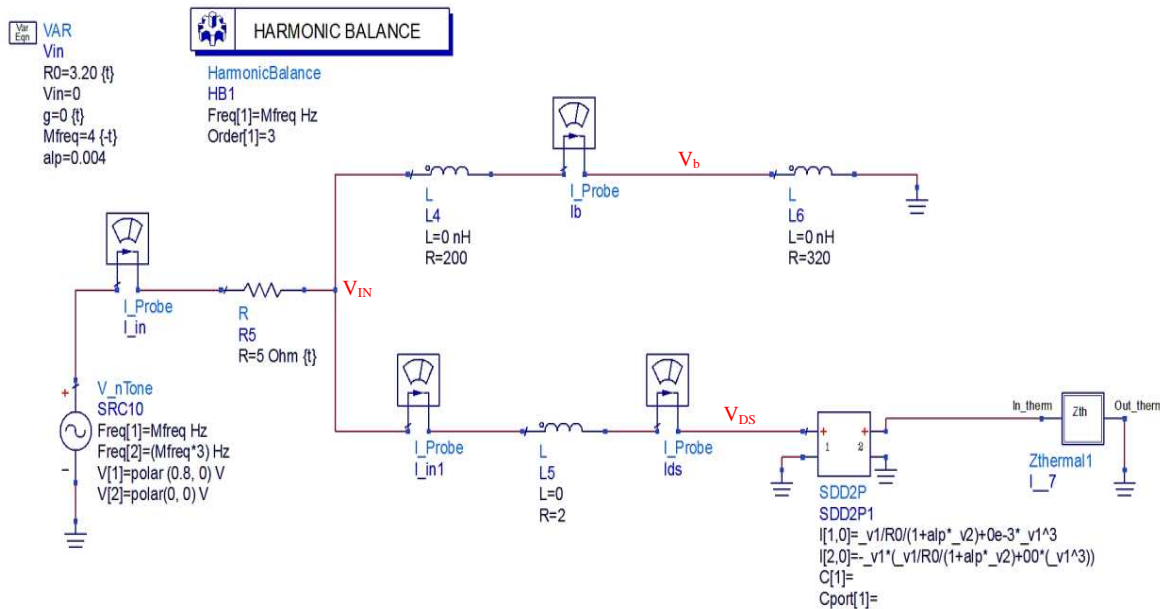 Var
Eqn
VAR
Vin
R0=3.20 {t}
Vin=0
g=0 {t}
Mfreq=4 {-t}
alp=0.004
HARMONIC BALANCE
HarmonicBalance
HB1
Freq[1]=Mfreq Hz
Order[1]=3
L
L4
L=0 nH
R=200
I_Probe
Ib
Vb
L
L6
L=0 nH
R=320
I_Probe
I_in
R
R5
R=5 Ohm {t}
VIN
V_nTone
SRC10
Freq[1]=Mfreq Hz
Freq[2]=(Mfreq*3) Hz
V[1]=polar (0.8, 0) V
V[2]=polar(0, 0) V
I_Probe
I_in1
L
L5
L=0
R=2
I_Probe
Ids
VDS
1
2
SDD2P
SDD2P1
I[1,0]=_v1/R0/(1+alp*_v2)+0e-3*_v1^3
I[2,0]=-_v1*(_v1/R0/(1+alp*_v2)+00*(_v1^3))
C[1]=
Cport[1]=
In_therm
Zth
Out_therm
Zthermal1
I__7